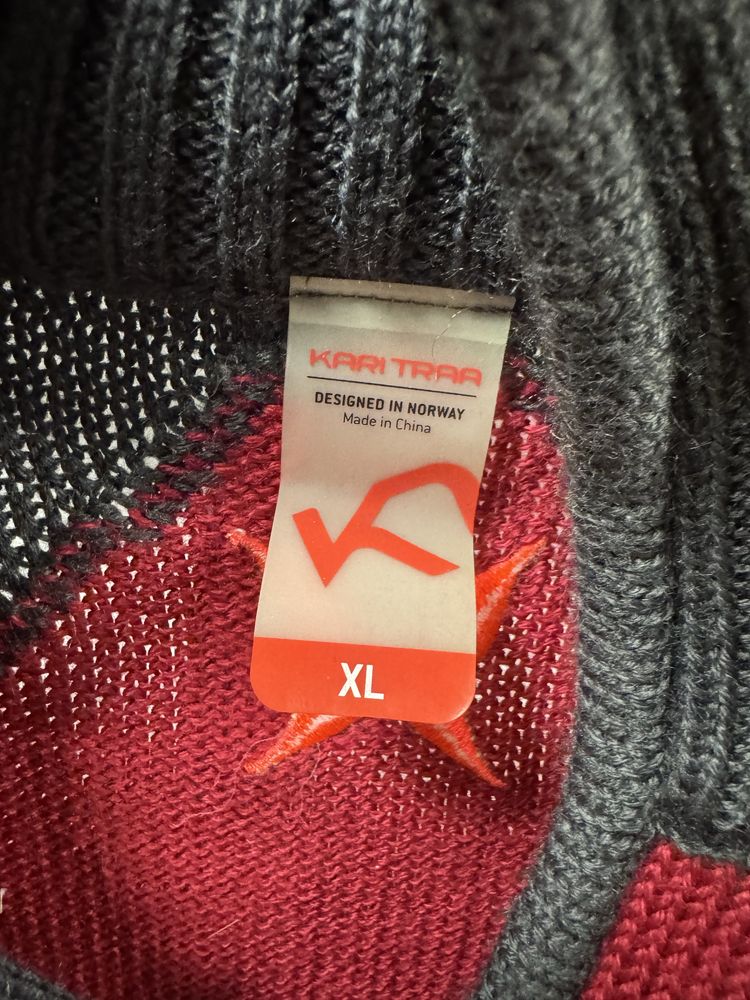 KARI TRAA
DESIGNED IN NORWAY
Made in China
XL